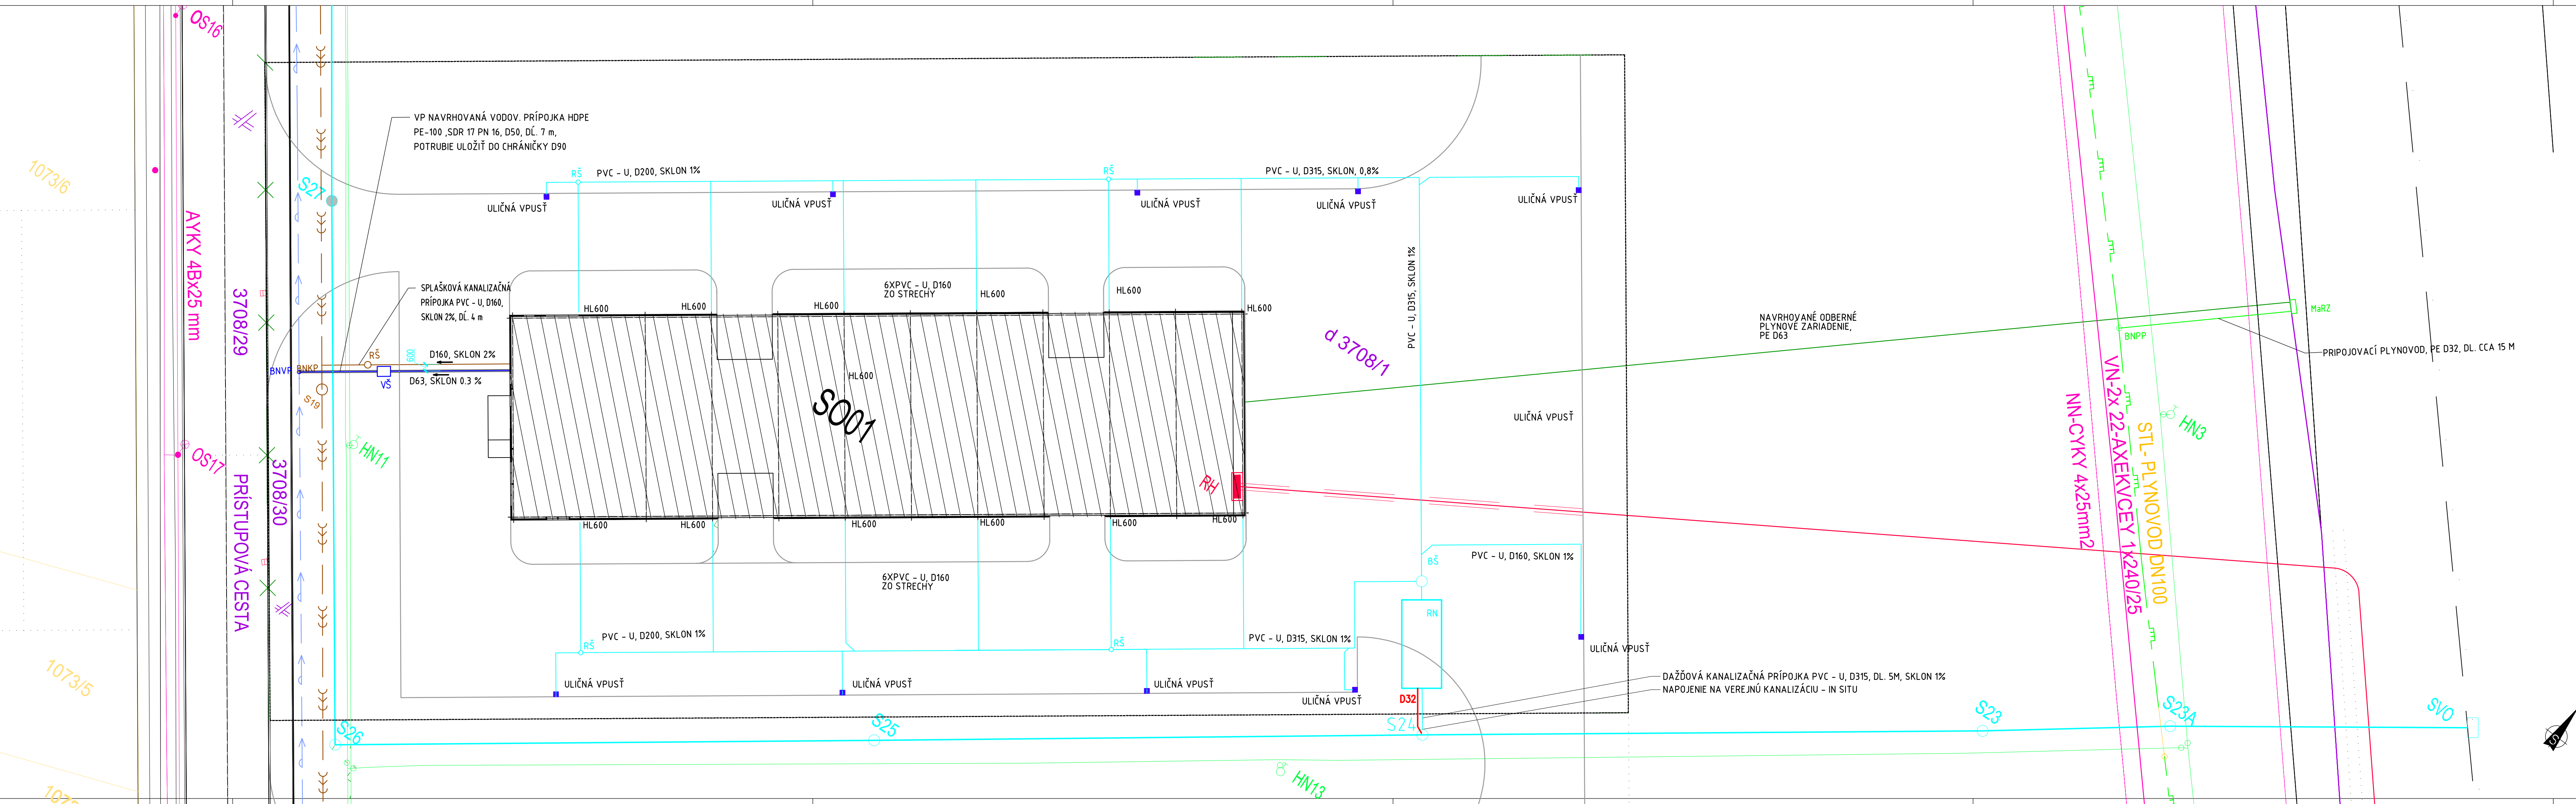 OS16
1073/6
AYKY 4Bx25 mm
3708/29
OS17
PRÍSTUPOVÁ CESTA
3708/30
1073/5
S27
VP NAVRHOVANÁ VODOV. PRÍPOJKA HDPE
PE-100 ,SDR 17 PN 16, D50, DĹ. 7 m,
POTRUBIE ULOŽIŤ DO CHRÁNIČKY D90
SPLAŠKOVÁ KANALIZAČNÁ
PRÍPOJKA PVC - U, D160,
SKLON 2%, DĹ. 4 m
RŠ
D160, SKLON 2%
BNVP
BNKP
VŠ
D63, SKLON 0.3 %
600
S19
HN11
RŠ
PVC - U, D200, SKLON 1%
RŠ
PVC - U, D315, SKLON, 0,8%
ULIČNÁ VPUSŤ
ULIČNÁ VPUSŤ
ULIČNÁ VPUSŤ
ULIČNÁ VPUSŤ
ULIČNÁ VPUSŤ
6XPVC - U, D160
ZO STRECHY
HL600
HL600
HL600
HL600
HL600
HL600
HL600
SO01
RH
HL600
HL600
HL600
HL600
HL600
HL600
6XPVC - U, D160
ZO STRECHY
PVC - U, D315, SKLON 1%
d 3708/1
ULIČNÁ VPUSŤ
NAVRHOVANÉ ODBERNÉ
PLYNOVÉ ZARIADENIE,
PE D63
BNPP
MaRZ
PRIPOJOVACÍ PLYNOVOD, PE D32, DL. CCA 15 M
HN3
NN-CYKY 4x25mm2
VN-2x 22-AXEKVCEY 1x240/25
STL- PLYNOVOD DN100
BŠ
PVC - U, D160, SKLON 1%
RN
RŠ
PVC - U, D200, SKLON 1%
RŠ
PVC - U, D315, SKLON 1%
ULIČNÁ VPUSŤ
ULIČNÁ VPUSŤ
ULIČNÁ VPUSŤ
ULIČNÁ VPUSŤ
ULIČNÁ VPUSŤ
D32
DAŽĎOVÁ KANALIZAČNÁ PRÍPOJKA PVC - U, D315, DL. 5M, SKLON 1%
NAPOJENIE NA VEREJNÚ KANALIZÁCIU - IN SITU
S26
S25
S24
S23
S23A
SVO
HN13
S